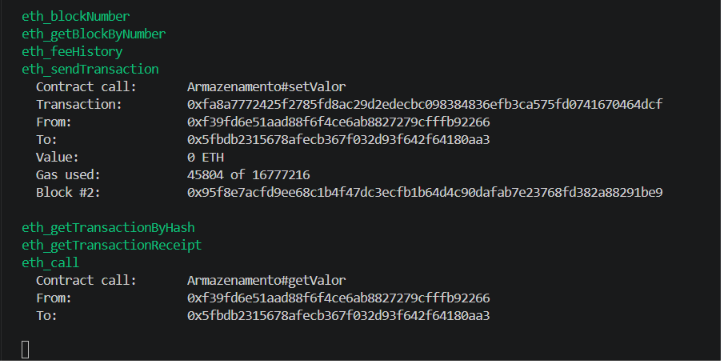 eth_blockNumber
eth_getBlockByNumber
eth_feeHistory
eth_sendTransaction
Contract call: Armazenamento#setValor
Transaction: 0xfa8a7772425f2785fd8ac29d2edecbc098384836efb3ca575fd0741670464dcf
From: 0xf39fd6e51aad88f6f4ce6ab8827279cfffb92266
To: 0x5fbdb2315678afecb367f032d93f642f64180aa3
Value: 0 ETH
Gas used: 45804 of 16777216
Block #2: 0x95f8e7acfd9ee68c1b4f47dc3ecfb1b64d4c90dafab7e23768fd382a88291be9
eth_getTransactionByHash
eth_getTransactionReceipt
eth_call
Contract call: Armazenamento#getValor
From: 0xf39fd6e51aad88f6f4ce6ab8827279cfffb92266
To: 0x5fbdb2315678afecb367f032d93f642f64180aa3